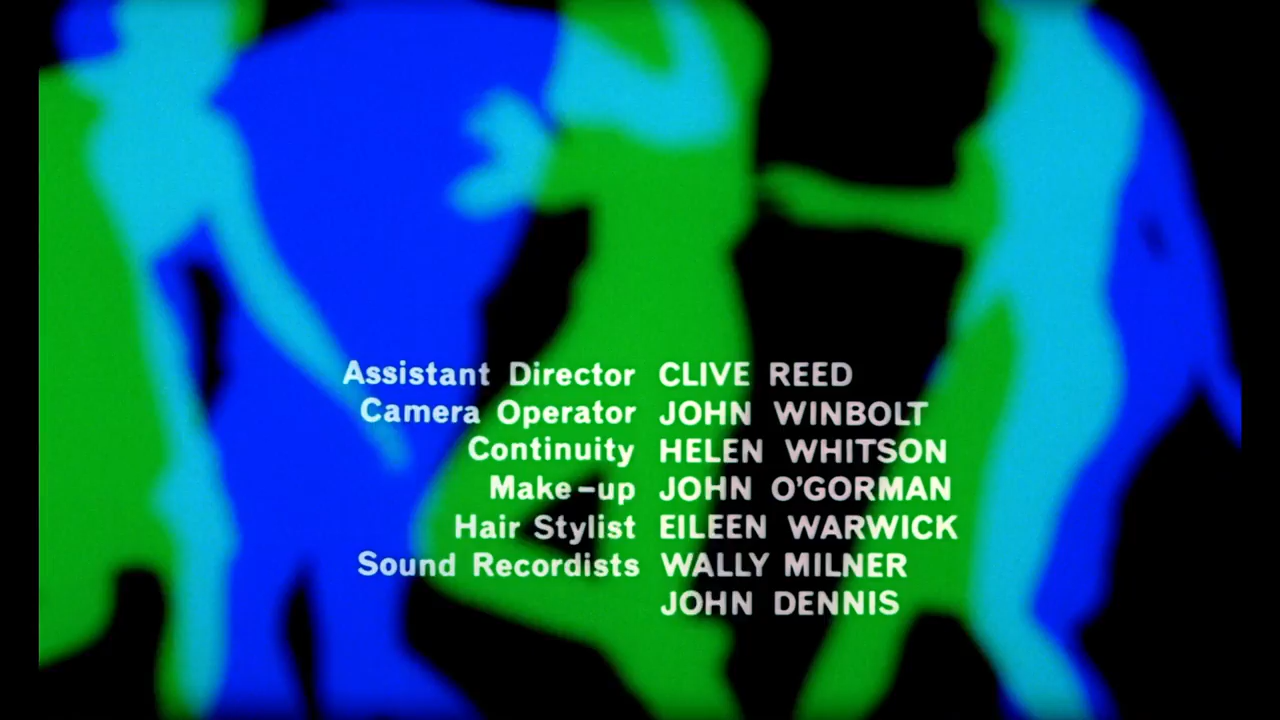 Assistant Director CLIVE REED
Camera Operator JOHN WINBOLT
Continuity HELEN WHITSON
Make-up JOHN O'GORMAN
Hair Stylist EILEEN WARWICK
Sound Recordists WALLY MILNER
JOHN DENNIS